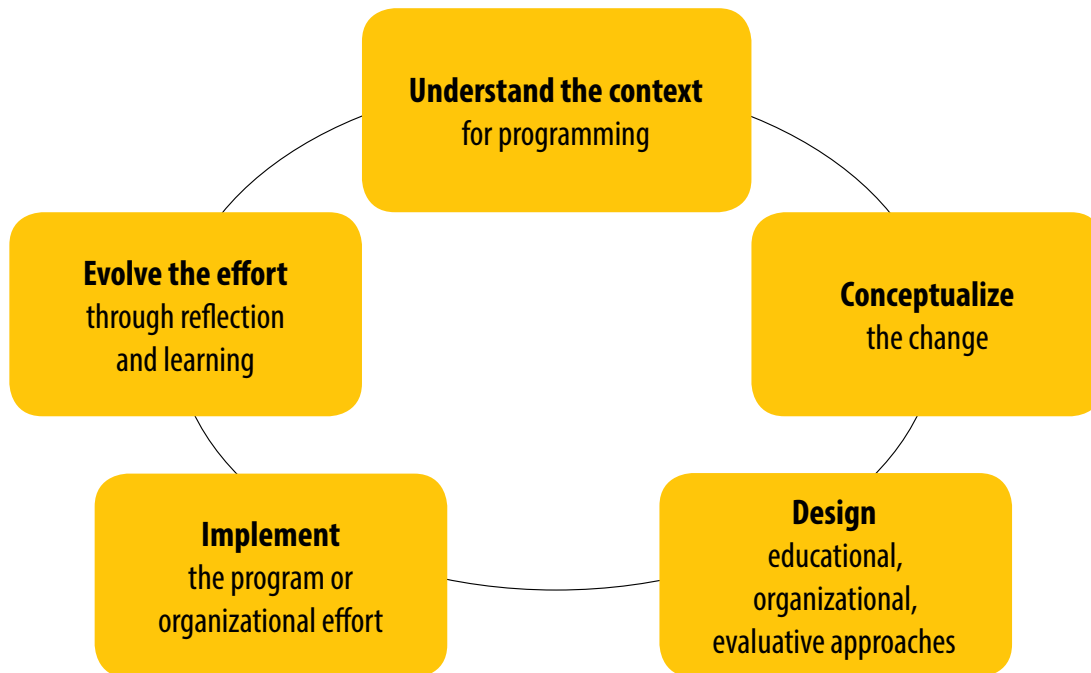 Understand the context
for programming
Conceptualize
the change
Design
educational,
organizational,
evaluative approaches
Implement
the program or
organizational effort
Evolve the effort
through reflection
and learning